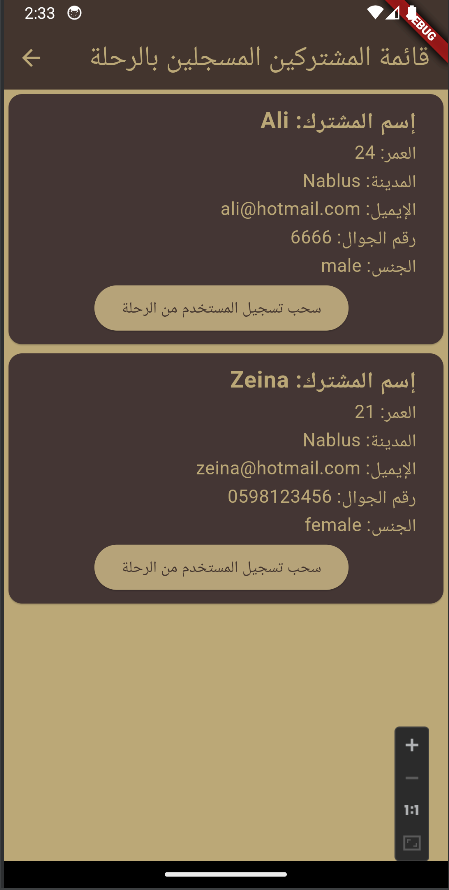 2:33
DEBUG
قائمة المشتركين المسجلين بالرحلة
إسم المشترك: Ali
العمر: 24
المدينة: Nablus
الإيميل: ali@hotmail.com
رقم الجوال: 6666
الجنس: male
سحب تسجيل المستخدم من الرحلة
إسم المشترك: Zeina
العمر: 21
المدينة: Nablus
الإيميل: zeina@hotmail.com
رقم الجوال: 0598123456
الجنس: female
سحب تسجيل المستخدم من الرحلة
1:1